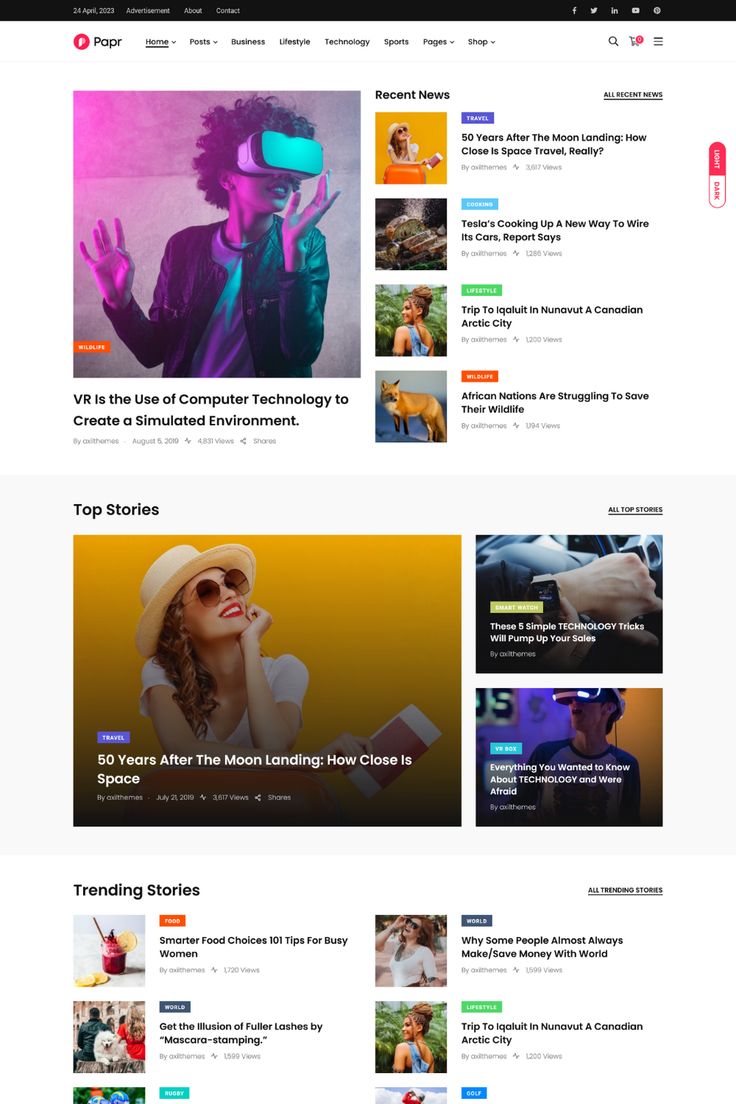 24 April, 2023 Advertisement About Contact
Papr Home Posts Business Lifestyle Technology Sports Pages Shop 0
LIGHT
DARK
WILDLIFE
VR Is the Use of Computer Technology to
Create a Simulated Environment.
By axilthemes August 5, 2019 4,831 Views Shares
Recent News ALL RECENT NEWS
TRAVEL
50 Years After The Moon Landing: How
Close Is Space Travel, Really?
By axilthemes 3,617 Views
COOKING
Tesla's Cooking Up A New Way To Wire
Its Cars, Report Says
By axilthemes 1,286 Views
LIFESTYLE
Trip To Iqaluit In Nunavut A Canadian
Arctic City
By axilthemes 1,200 Views
WILDLIFE
African Nations Are Struggling To Save
Their Wildlife
By axilthemes 1,194 Views
Top Stories ALL TOP STORIES
TRAVEL
50 Years After The Moon Landing: How Close Is
Space
By axilthemes July 21, 2019 3,617 Views Shares
SMART WATCH
These 5 Simple TECHNOLOGY Tricks
Will Pump Up Your Sales
By axilthemes
VR BOX
Everything You Wanted to Know
About TECHNOLOGY and Were
Afraid
By axilthemes
Trending Stories ALL TRENDING STORIES
FOOD
Smarter Food Choices 101 Tips For Busy
Women
By axilthemes 1,720 Views
WORLD
Why Some People Almost Always
Make/Save Money With World
By axilthemes 1,599 Views
WORLD
Get the Illusion of Fuller Lashes by
“Mascara-stamping.”
By axilthemes 1,599 Views
LIFESTYLE
Trip To Iqaluit In Nunavut A Canadian
Arctic City
By axilthemes 1,200 Views
RUGBY
GOLF